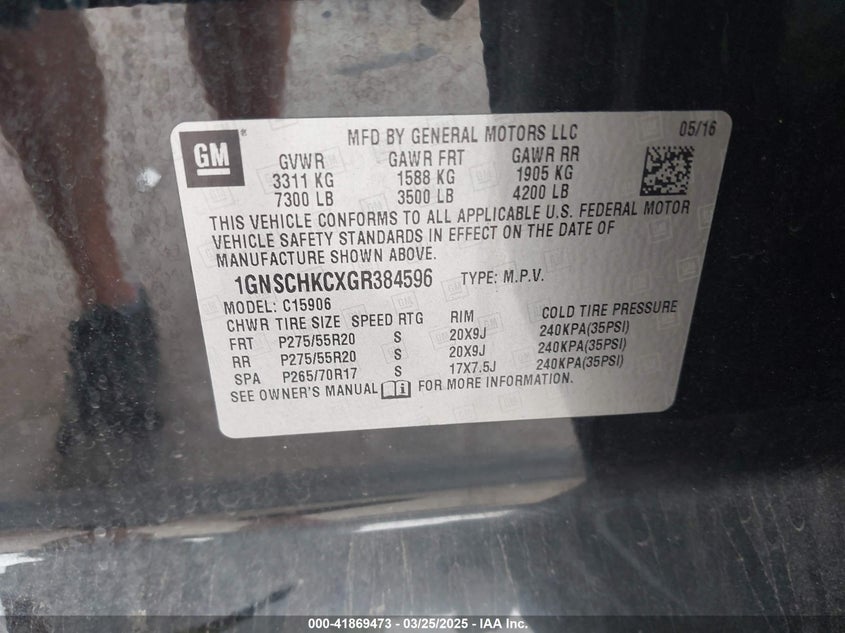 GM
MFD BY GENERAL MOTORS LLC 05/16
GVWR GAWR FRT GAWR RR
3311 KG 1588 KG 1905 KG
7300 LB 3500 LB 4200 LB
THIS VEHICLE CONFORMS TO ALL APPLICABLE U.S. FEDERAL MOTOR
VEHICLE SAFETY STANDARDS IN EFFECT ON THE DATE OF
MANUFACTURE SHOWN ABOVE.
1GNSCHKCXGR384596 TYPE: M.P.V.
MODEL: C15906
CHWR TIRE SIZE SPEED RTG RIM COLD TIRE PRESSURE
FRT P275/55R20 S 20X9J 240KPA(35PSI)
RR P275/55R20 S 20X9J 240KPA(35PSI)
SPA P265/70R17 S 17X7.5J 240KPA(35PSI)
SEE OWNER'S MANUAL FOR MORE INFORMATION.
000-41869473 — 03/25/2025 — IAA Inc.